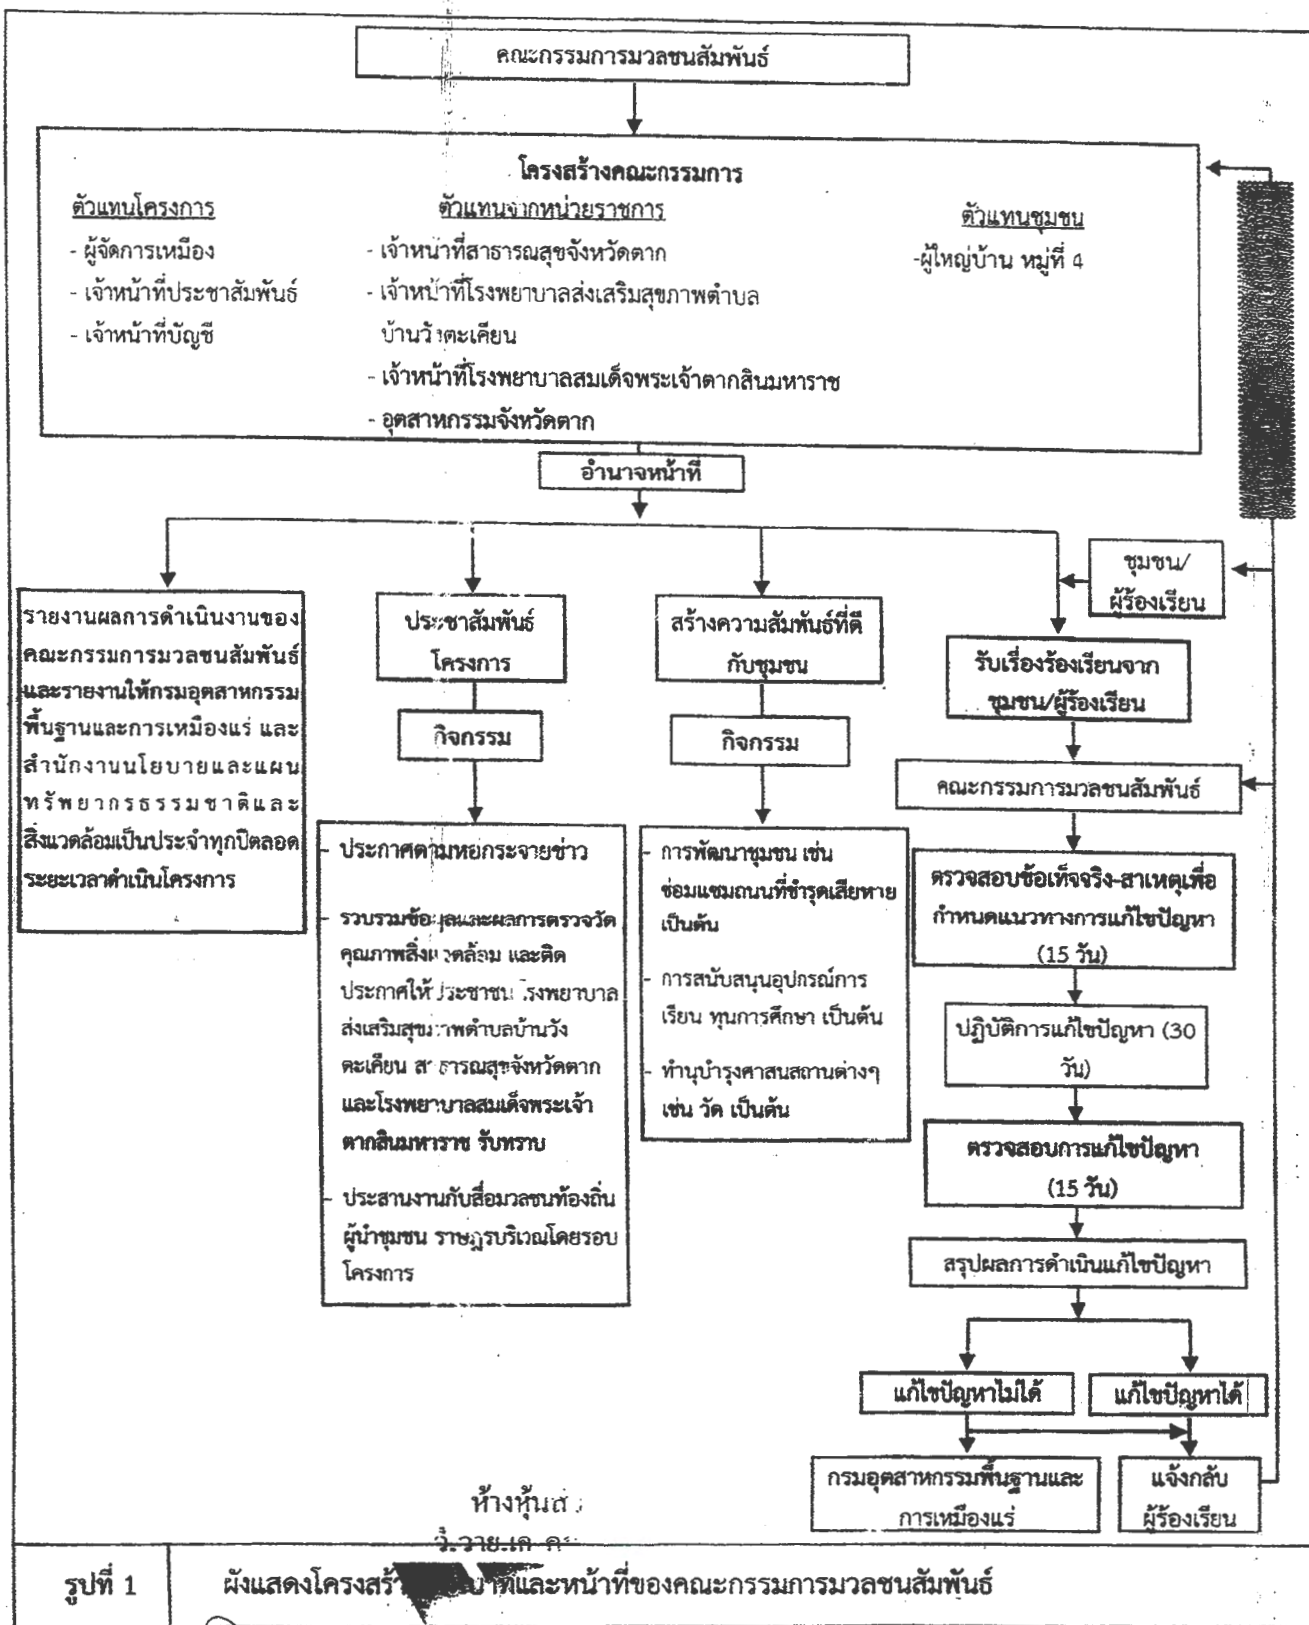 คณะกรรมการมวลชนสัมพันธ์
โครงสร้างคณะกรรมการ
ตัวแทนโครงการ
- ผู้จัดการเหมือง
- เจ้าหน้าที่ประชาสัมพันธ์
- เจ้าหน้าที่บัญชี
ตัวแทนจากหน่วยราชการ
- เจ้าหน้าที่สาธารณสุขจังหวัดตาก
- เจ้าหน้าที่โรงพยาบาลส่งเสริมสุขภาพตำบล
บ้านวังตะเคียน
- เจ้าหน้าที่โรงพยาบาลสมเด็จพระเจ้าตากสินมหาราช
- อุตสาหกรรมจังหวัดตาก
ตัวแทนชุมชน
-ผู้ใหญ่บ้าน หมู่ที่ 4
อำนาจหน้าที่
รายงานผลการดำเนินงานของ
คณะกรรมการมวลชนสัมพันธ์
และรายงานให้กรมอุตสาหกรรม
พื้นฐานและการเหมืองแร่ และ
สำนักงานนโยบายและแผน
ทรัพยากรธรรมชาติและ
สิ่งแวดล้อมเป็นประจำทุกปีตลอด
ระยะเวลาดำเนินโครงการ
ประชาสัมพันธ์
โครงการ
กิจกรรม
- ประกาศตามหอกระจายข่าว
- รวบรวมข้อมูลและผลการตรวจวัด
คุณภาพสิ่งแวดล้อม และติด
ประกาศให้ประชาชน โรงพยาบาล
ส่งเสริมสุขภาพตำบลบ้านวัง
ตะเคียน สาธารณสุขจังหวัดตาก
และโรงพยาบาลสมเด็จพระเจ้า
ตากสินมหาราช รับทราบ
- ประสานงานกับสื่อมวลชนท้องถิ่น
ผู้นำชุมชน ราษฎรบริเวณโดยรอบ
โครงการ
สร้างความสัมพันธ์ที่ดี
กับชุมชน
กิจกรรม
- การพัฒนาชุมชน เช่น
ซ่อมแซมถนนที่ชำรุดเสียหาย
เป็นต้น
- การสนับสนุนอุปกรณ์การ
เรียน ทุนการศึกษา เป็นต้น
- ทำนุบำรุงศาสนสถานต่างๆ
เช่น วัด เป็นต้น
ชุมชน/
ผู้ร้องเรียน
รับเรื่องร้องเรียนจาก
ชุมชน/ผู้ร้องเรียน
คณะกรรมการมวลชนสัมพันธ์
ตรวจสอบข้อเท็จจริง-สาเหตุเพื่อ
กำหนดแนวทางการแก้ไขปัญหา
(15 วัน)
ปฏิบัติการแก้ไขปัญหา (30
วัน)
ตรวจสอบการแก้ไขปัญหา
(15 วัน)
สรุปผลการดำเนินแก้ไขปัญหา
แก้ไขปัญหาไม่ได้
แก้ไขปัญหาได้
กรมอุตสาหกรรมพื้นฐานและ
การเหมืองแร่
แจ้งกลับ
ผู้ร้องเรียน
ห้างหุ้นส่
จ.วาย.เค
รูปที่ 1
ผังแสดงโครงสร้าง และหน้าที่ของคณะกรรมการมวลชนสัมพันธ์